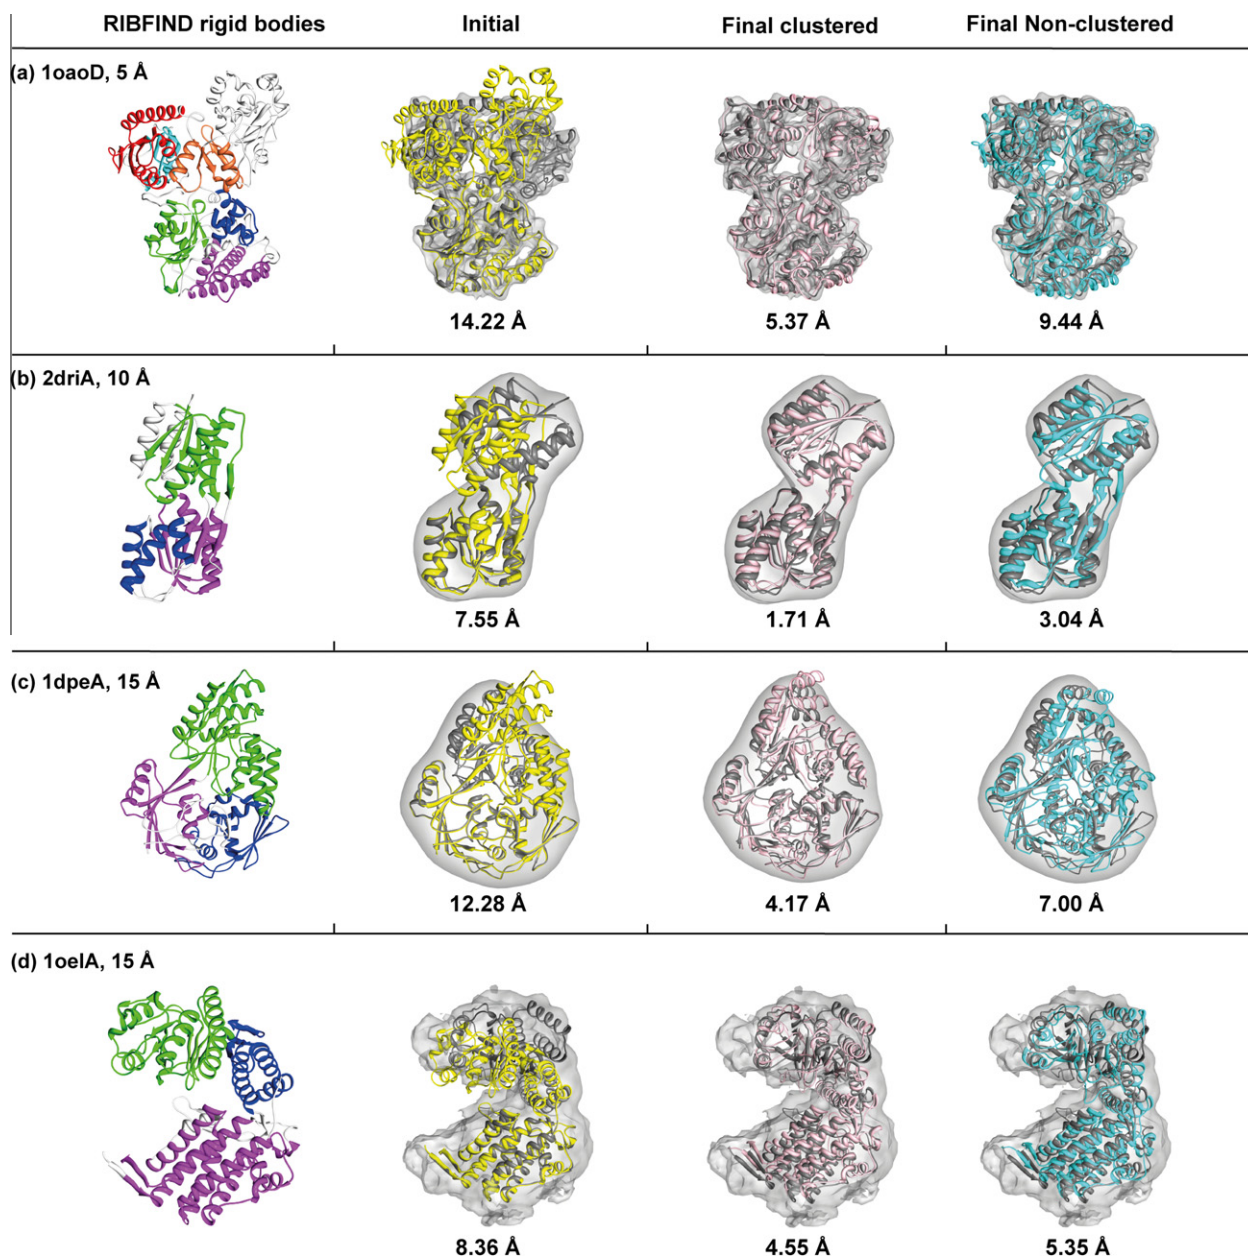 RIBFIND rigid bodies Initial Final clustered Final Non-clustered
(a) 1oaoD, 5 Å
14.22 Å 5.37 Å 9.44 Å
(b) 2driA, 10 Å
7.55 Å 1.71 Å 3.04 Å
(c) 1dpeA, 15 Å
12.28 Å 4.17 Å 7.00 Å
(d) 1oelA, 15 Å
8.36 Å 4.55 Å 5.35 Å